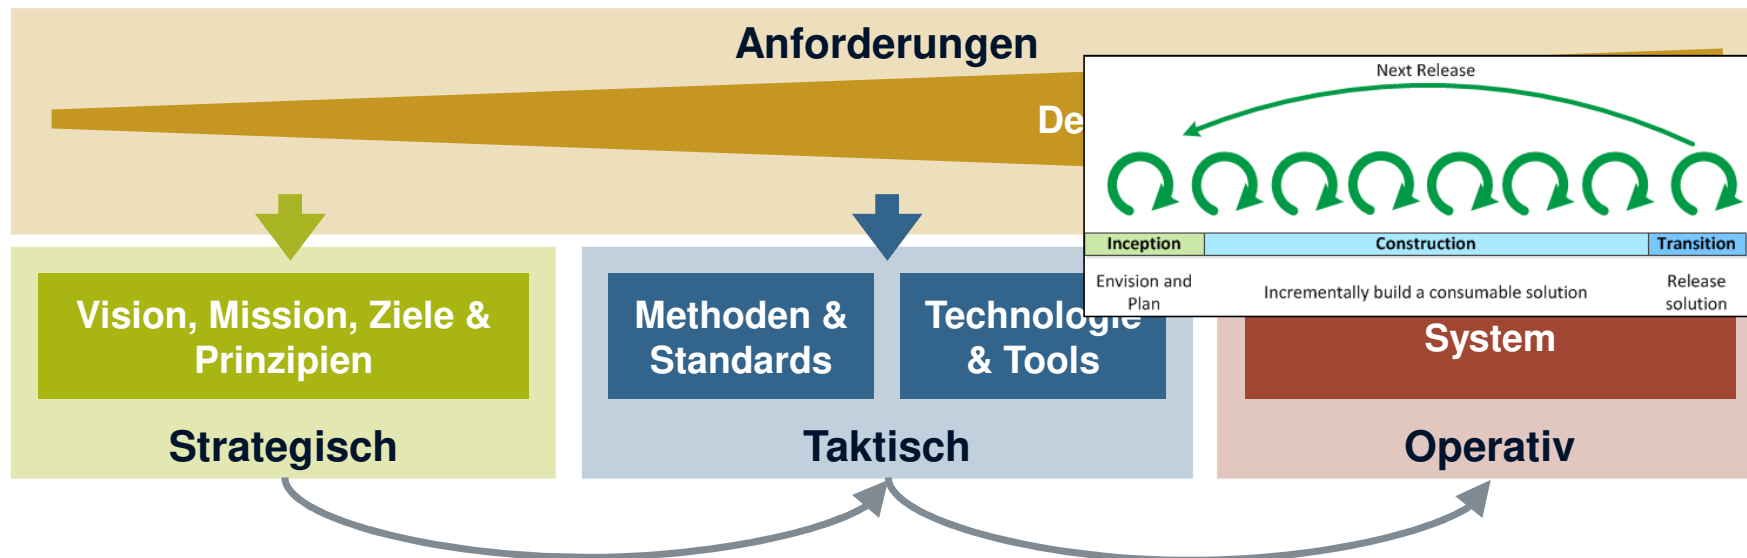 Anforderungen
Next Release
Inception
Construction
Transition
Envision and
Plan
Incrementally build a consumable solution
Release
solution
Vision, Mission, Ziele &
Prinzipien
Methoden &
Standards
Technologie
& Tools
System
Strategisch
Taktisch
Operativ